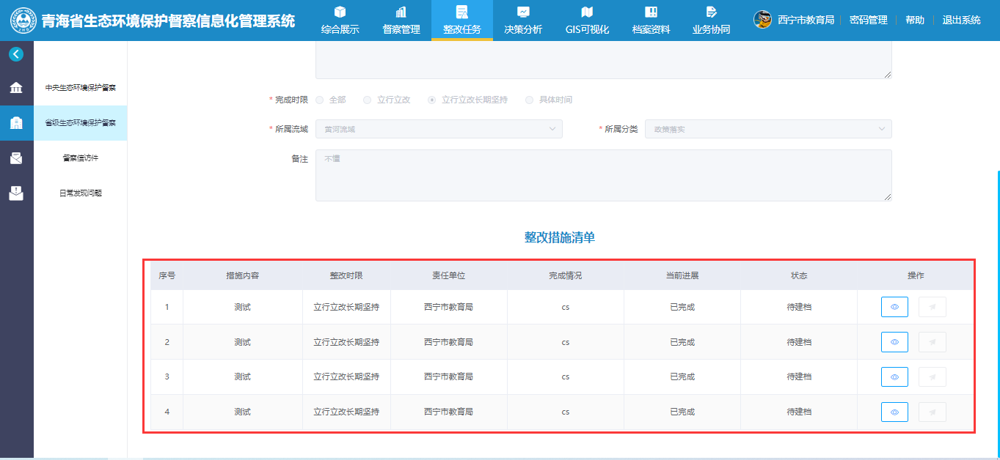 青海省生态环境保护督察信息化管理系统
综合展示 督察管理 整改任务 决策分析 GIS可视化 档案资料 业务协同
西宁市教育局 密码管理 帮助 退出系统
中央生态环境保护督察
省级生态环境保护督察
督察信访件
日常发现问题
* 完成时限 全部 立行立改 立行立改长期坚持 具体时间
* 所属流域 黄河流域 * 所属分类 政策落实
备注 不懂
整改措施清单
序号 措施内容 整改时限 责任单位 完成情况 当前进展 状态 操作
1 测试 立行立改长期坚持 西宁市教育局 cs 已完成 待建档
2 测试 立行立改长期坚持 西宁市教育局 cs 已完成 待建档
3 测试 立行立改长期坚持 西宁市教育局 cs 已完成 待建档
4 测试 立行立改长期坚持 西宁市教育局 cs 已完成 待建档